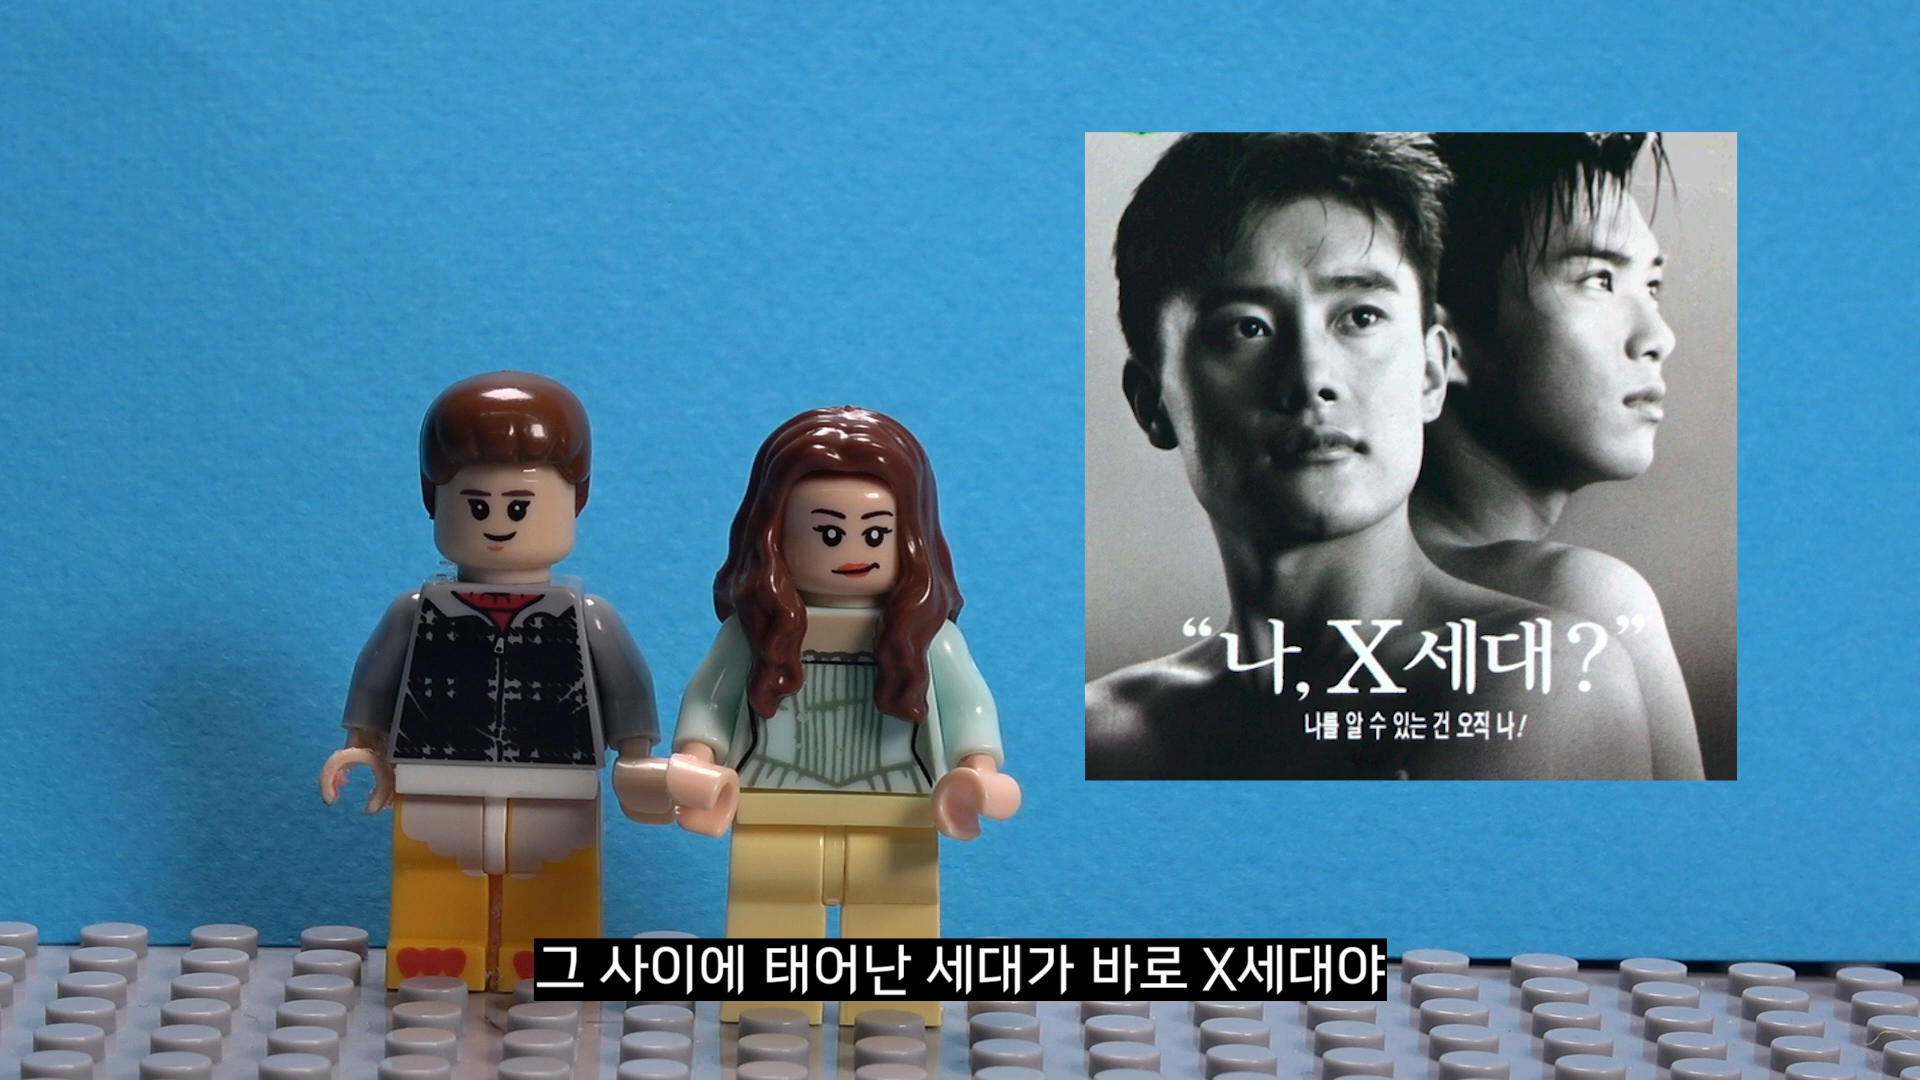 “나, X세대?”
나를 알 수 있는 건 오직 나!
그 사이에 태어난 세대가 바로 X세대야